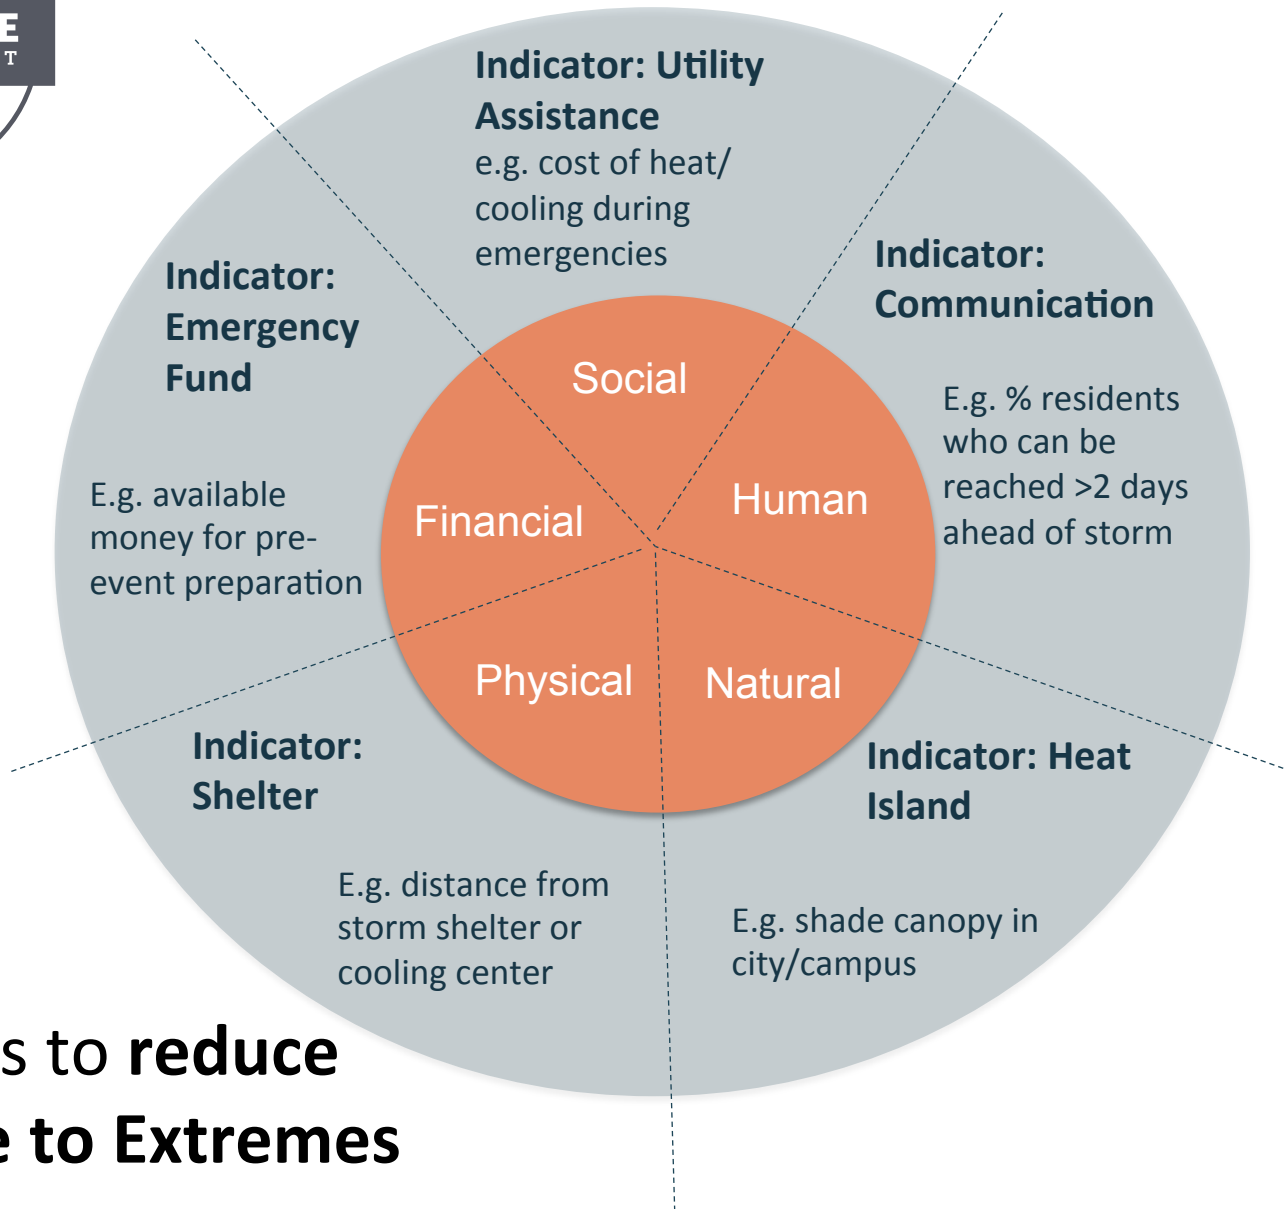 E
T
Indicator: Utility
Assistance
e.g. cost of heat/
cooling during
emergencies
Indicator:
Communication
E.g. % residents
who can be
reached >2 days
ahead of storm
Indicator:
Emergency
Fund
E.g. available
money for pre-
event preparation
Social
Human
Financial
Physical
Natural
Indicator:
Shelter
E.g. distance from
storm shelter or
cooling center
Indicator: Heat
Island
E.g. shade canopy in
city/campus
s to reduce
e to Extremes